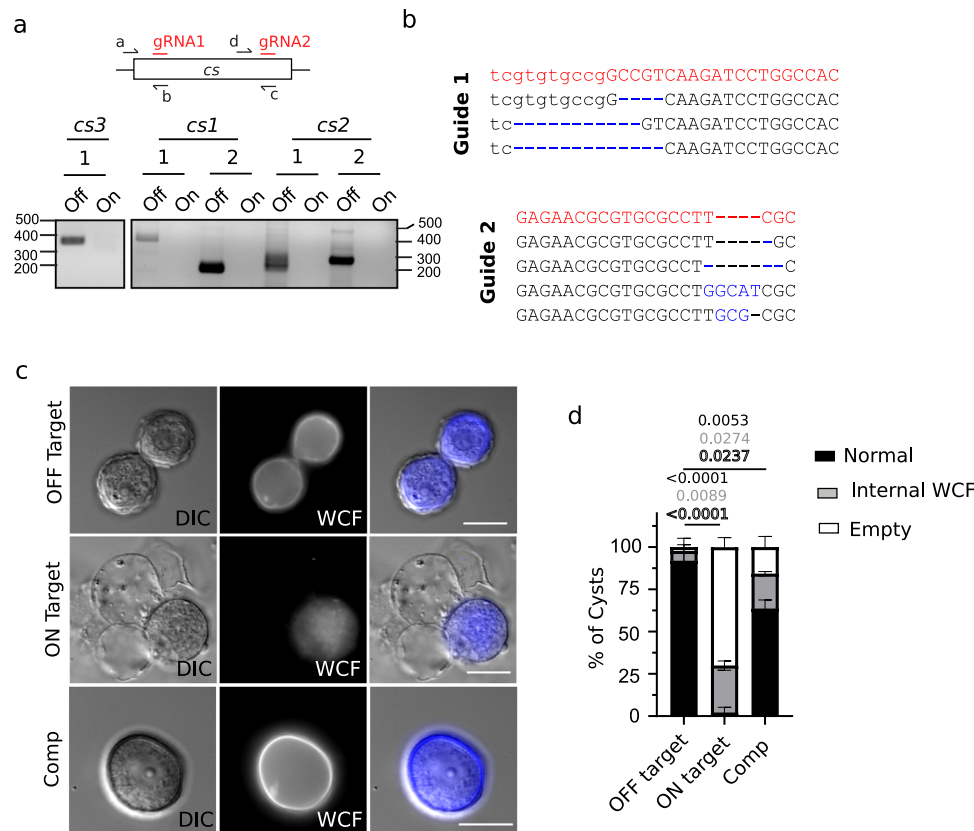 a
a gRNA1 d gRNA2
cs
b c
cs3 cs1 cs2
1 1 2 1 2
Off On Off On Off On Off On Off On
500 400 300 200
500 400 300 200
b
Guide 1
tcgtgtgccgGCCGTCAAGATCCTGGCCAC
tcgtgtgccgG----CAAGATCCTGGCCAC
tc-----------GTCAAGATCCTGGCCAC
tc-------------CAAGATCCTGGCCAC
Guide 2
GAGAACGCGTGCGCCTT----CGC
GAGAACGCGTGCGCCTT-----GC
GAGAACGCGTGCGCCT-------C
GAGAACGCGTGCGCCTGGCATCGC
GAGAACGCGTGCGCCTTGCG-CGC
c
OFF Target
DIC WCF
ON Target
DIC WCF
Comp
DIC WCF
d
0.0053
0.0274
0.0237
<0.0001
0.0089
<0.0001
Normal
Internal WCF
Empty
% of Cysts
100
75
50
25
0
OFF target ON target Comp